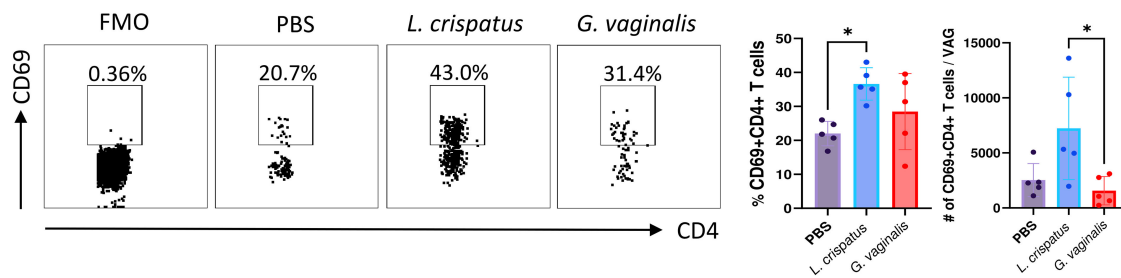 FMO
PBS
L. crispatus
G. vaginalis
CD69
0.36%
20.7%
43.0%
31.4%
CD4
% CD69+CD4+ T cells
50
40
30
20
10
0
*
PBS
L. crispatus
G. vaginalis
# of CD69+CD4+ T cells / VAG
15000
10000
5000
0
*
PBS
L. crispatus
G. vaginalis